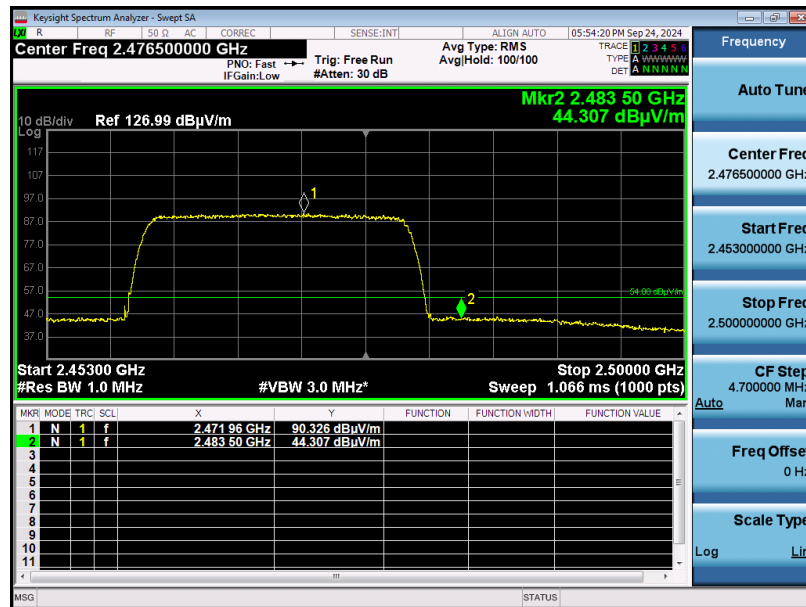 Keysight Spectrum Analyzer - Swept SA
LXI R RF 50 Ω AC CORREC SENSE:INT ALIGN AUTO 05:54:20 PM Sep 24, 2024
Center Freq 2.476500000 GHz
PNO: Fast
IFGain:Low
Trig: Free Run
#Atten: 30 dB
Avg Type: RMS
Avg|Hold: 100/100
TRACE 1 2 3 4 5 6
TYPE A WWWWW
DET A N N N N N
Mkr2 2.483 50 GHz
44.307 dBµV/m
10 dB/div Ref 126.99 dBµV/m
Log
117
107
97.0
87.0
77.0
67.0
57.0
47.0
37.0
1
2
54.00 dBµV/m
Start 2.45300 GHz
Stop 2.50000 GHz
#Res BW 1.0 MHz
#VBW 3.0 MHz*
Sweep 1.066 ms (1000 pts)
MKR MODE TRC SCL X Y FUNCTION FUNCTION WIDTH FUNCTION VALUE
1 N 1 f 2.471 96 GHz 90.326 dBµV/m
2 N 1 f 2.483 50 GHz 44.307 dBµV/m
3
4
5
6
7
8
9
10
11
MSG STATUS
Frequency
Auto Tune
Center Freq
2.476500000 GHz
Start Freq
2.453000000 GHz
Stop Freq
2.500000000 GHz
CF Step
4.700000 MHz
Auto Man
Freq Offset
0 Hz
Scale Type
Log Lin